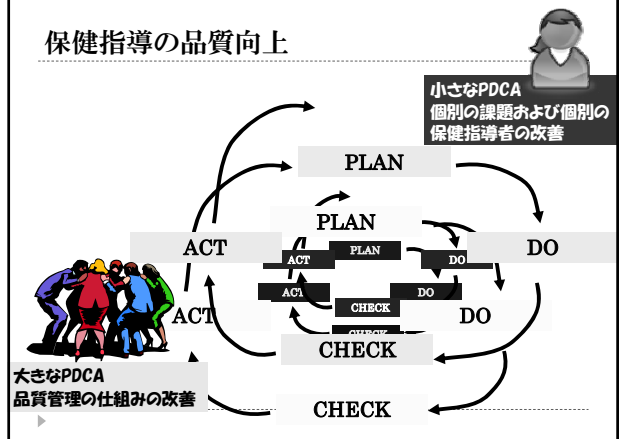 保健指導の品質向上
小さなPDCA
個別の課題および個別の
保健指導者の改善
PLAN
PLAN
ACT
PLAN
DO
ACT
DO
ACT
DO
CHECK
ACT
DO
CHECK
CHECK
大きなPDCA
品質管理の仕組みの改善
CHECK